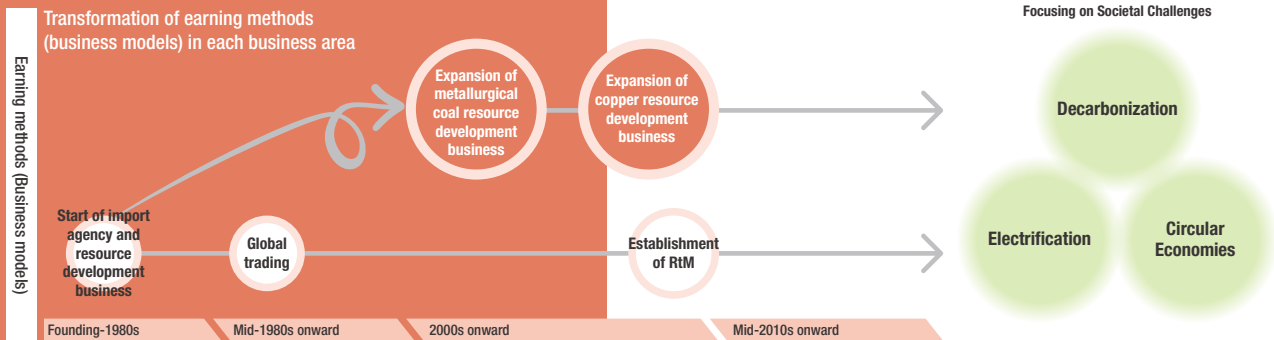 Transformation of earning methods
(business models) in each business area
Earning methods (Business models)
Expansion of
metallurgical
coal resource
development
business
Expansion of
copper resource
development
business
Start of import
agency and
resource
development
business
Global
trading
Establishment
of RtM
Founding-1980s
Mid-1980s onward
2000s onward
Mid-2010s onward
Focusing on Societal Challenges
Decarbonization
Electrification
Circular
Economies